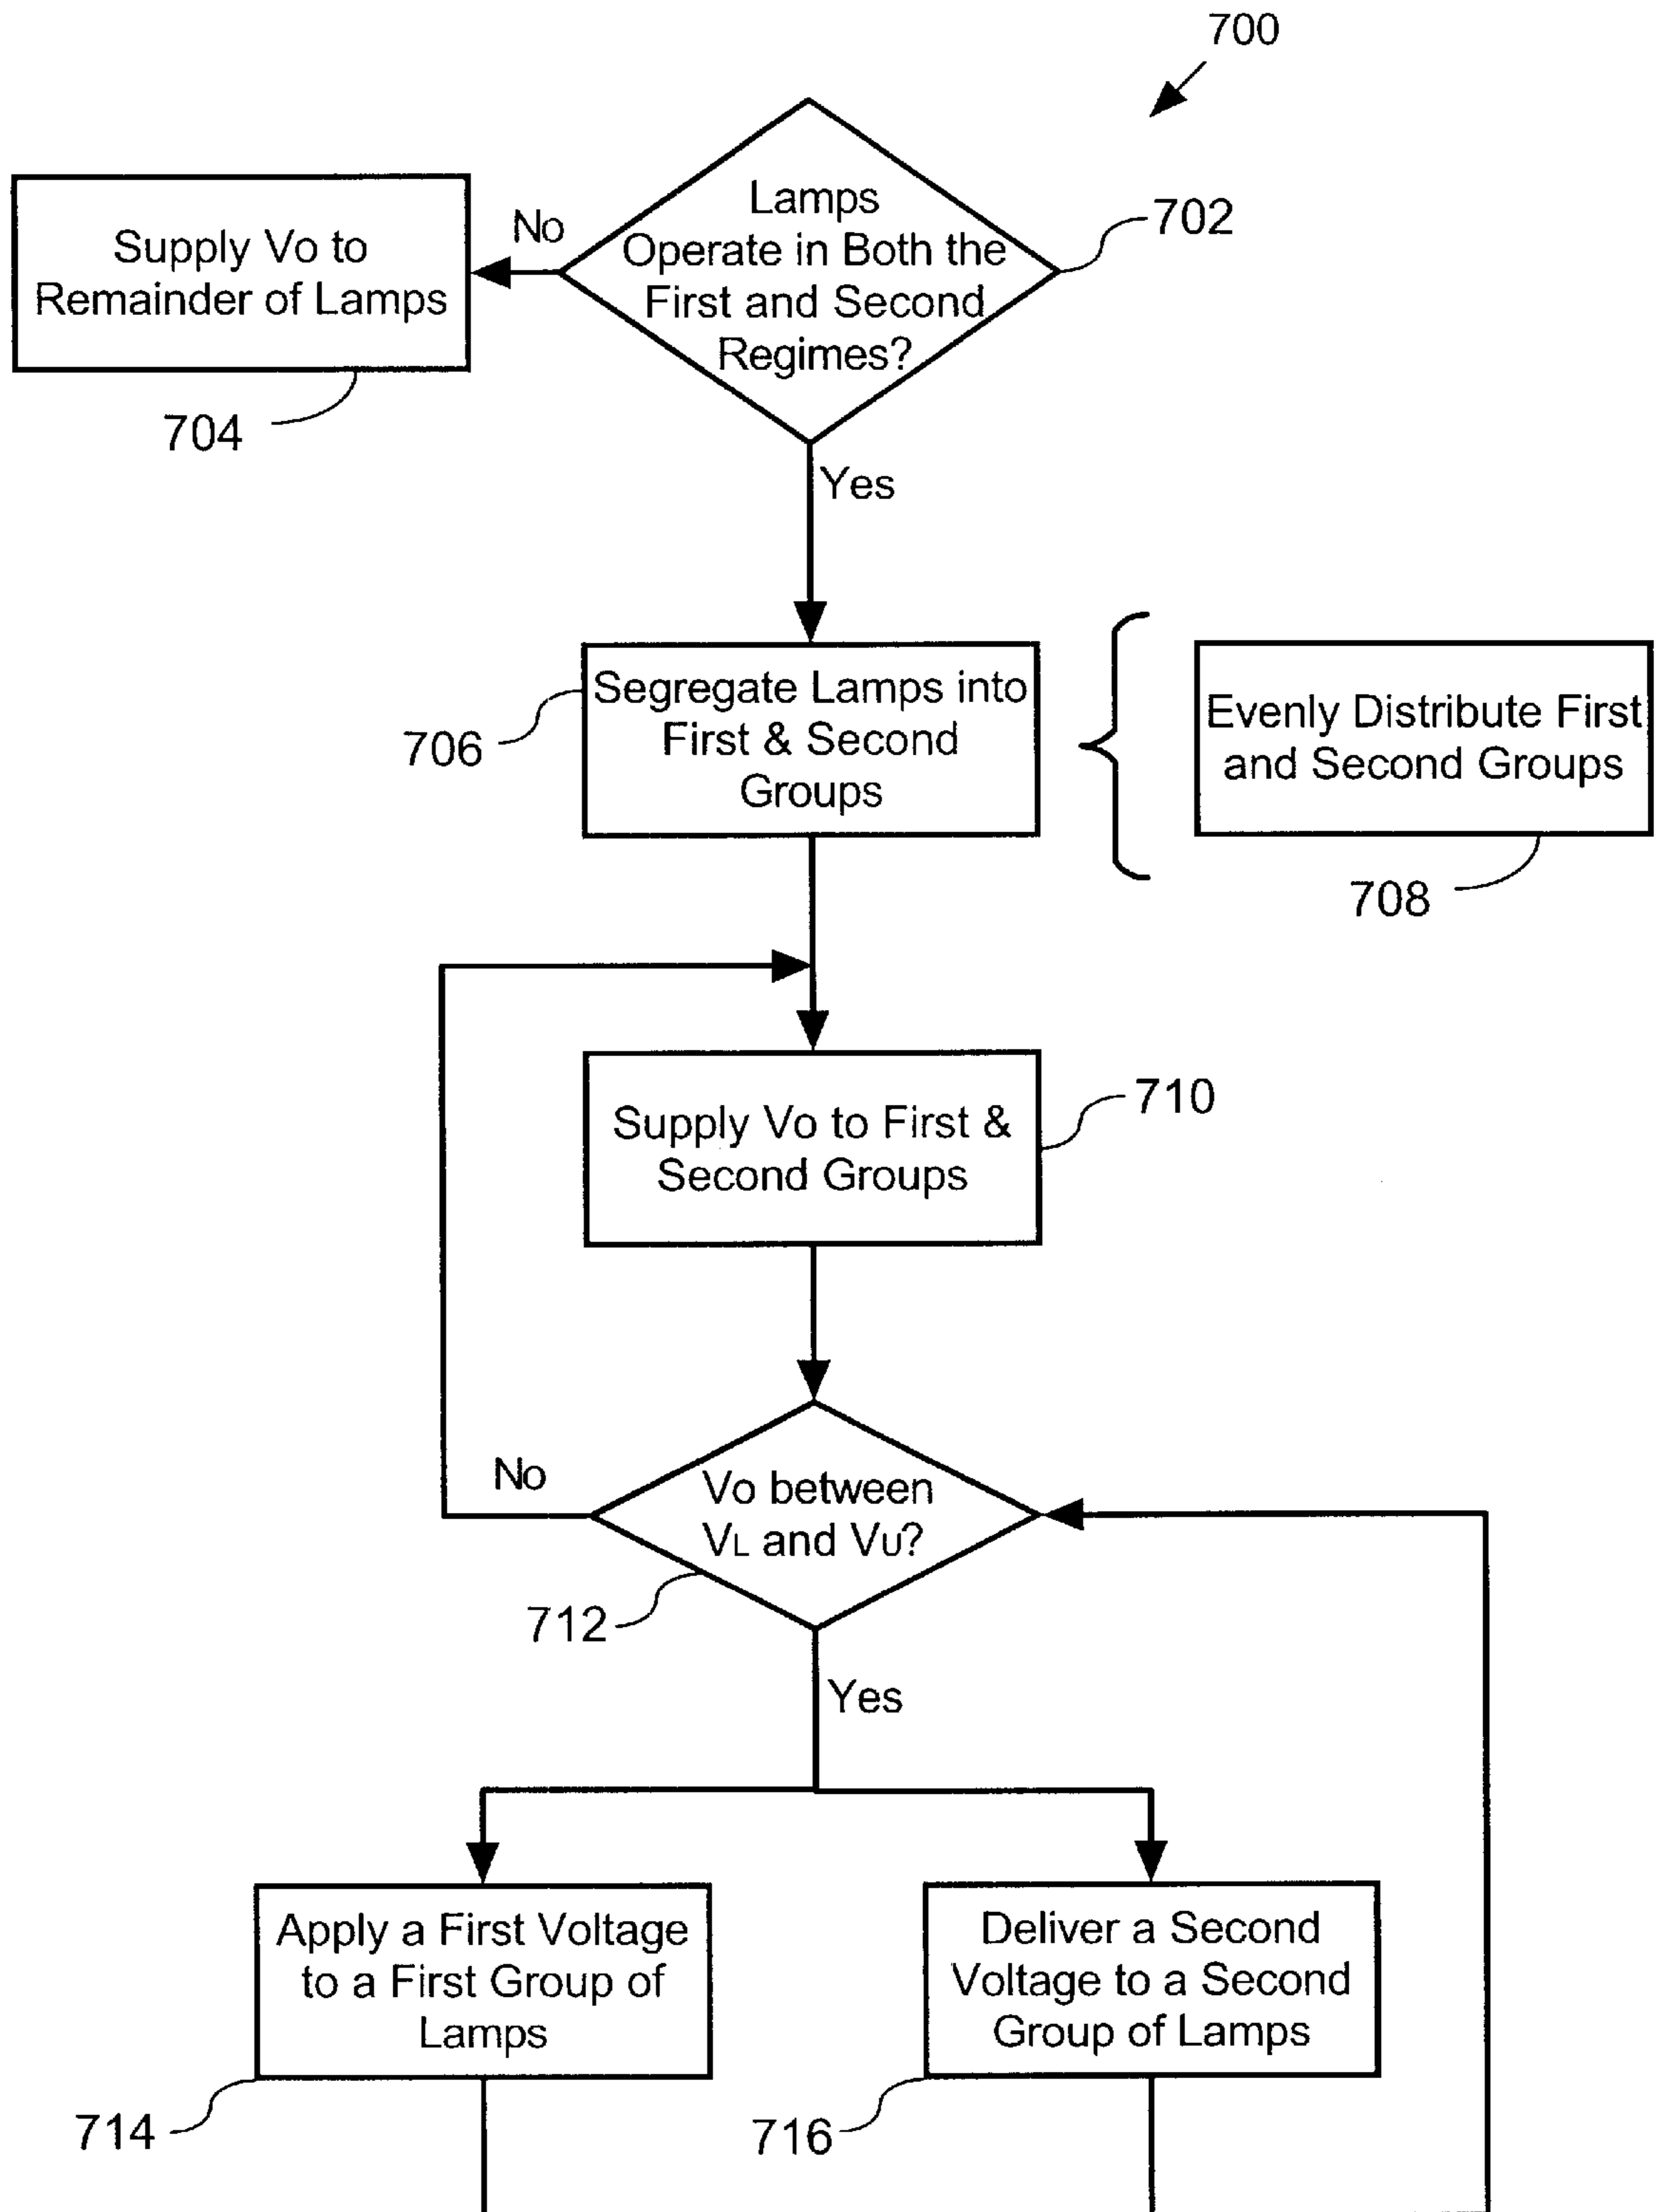 700
Lamps
Operate in Both the
First and Second
Regimes?
702
No
Supply Vo to
Remainder of Lamps
704
Yes
Segregate Lamps into
First & Second
Groups
706
Evenly Distribute First
and Second Groups
708
Supply Vo to First &
Second Groups
710
No
Vo between
VL and VU?
712
Yes
Apply a First Voltage
to a First Group of
Lamps
714
Deliver a Second
Voltage to a Second
Group of Lamps
716